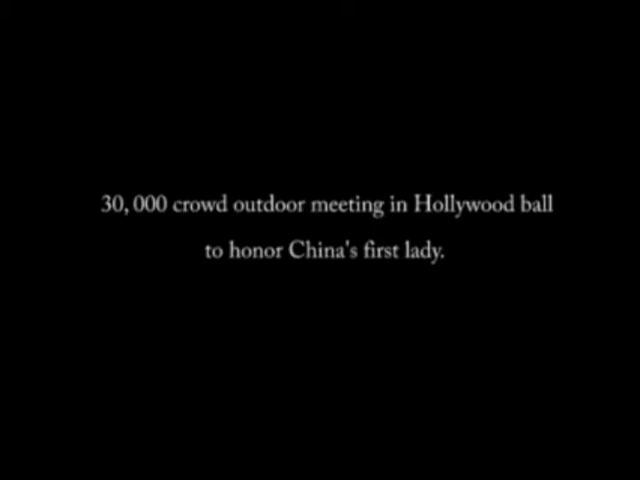 30, 000 crowd outdoor meeting in Hollywood ball
to honor China's first lady.